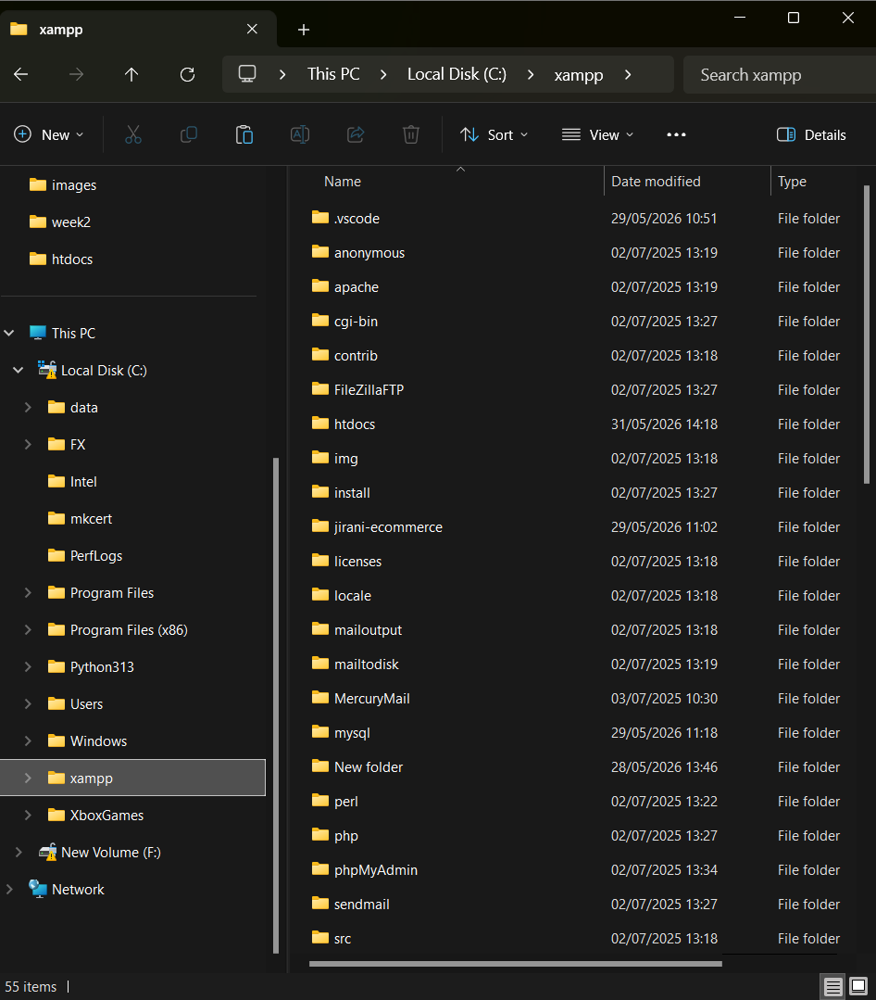 xampp
This PC Local Disk (C:) xampp Search xampp
New Sort View Details
images
week2
htdocs
This PC
Local Disk (C:)
data
FX
Intel
mkcert
PerfLogs
Program Files
Program Files (x86)
Python313
Users
Windows
xampp
XboxGames
New Volume (F:)
Network
Name Date modified Type
.vscode 29/05/2026 10:51 File folder
anonymous 02/07/2025 13:19 File folder
apache 02/07/2025 13:19 File folder
cgi-bin 02/07/2025 13:27 File folder
contrib 02/07/2025 13:18 File folder
FileZillaFTP 02/07/2025 13:27 File folder
htdocs 31/05/2026 14:18 File folder
img 02/07/2025 13:18 File folder
install 02/07/2025 13:27 File folder
jirani-ecommerce 29/05/2026 11:02 File folder
licenses 02/07/2025 13:18 File folder
locale 02/07/2025 13:18 File folder
mailoutput 02/07/2025 13:18 File folder
mailtodisk 02/07/2025 13:19 File folder
MercuryMail 03/07/2025 10:30 File folder
mysql 29/05/2026 11:18 File folder
New folder 28/05/2026 13:46 File folder
perl 02/07/2025 13:22 File folder
php 02/07/2025 13:27 File folder
phpMyAdmin 02/07/2025 13:34 File folder
sendmail 02/07/2025 13:27 File folder
src 02/07/2025 13:18 File folder
55 items